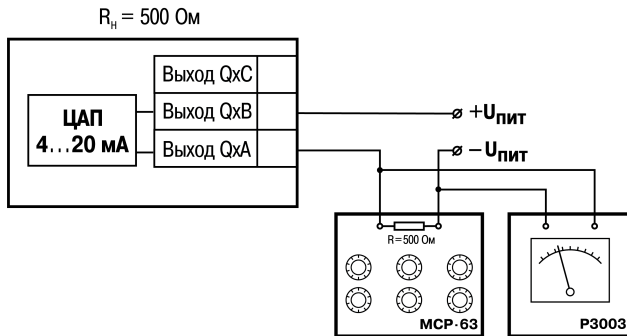 Rн = 500 Ом
Выход QxC
ЦАП
4...20 мА
Выход QxB
+Uпит
Выход QxA
−Uпит
R=500 Ом
МСР·63
Р3003